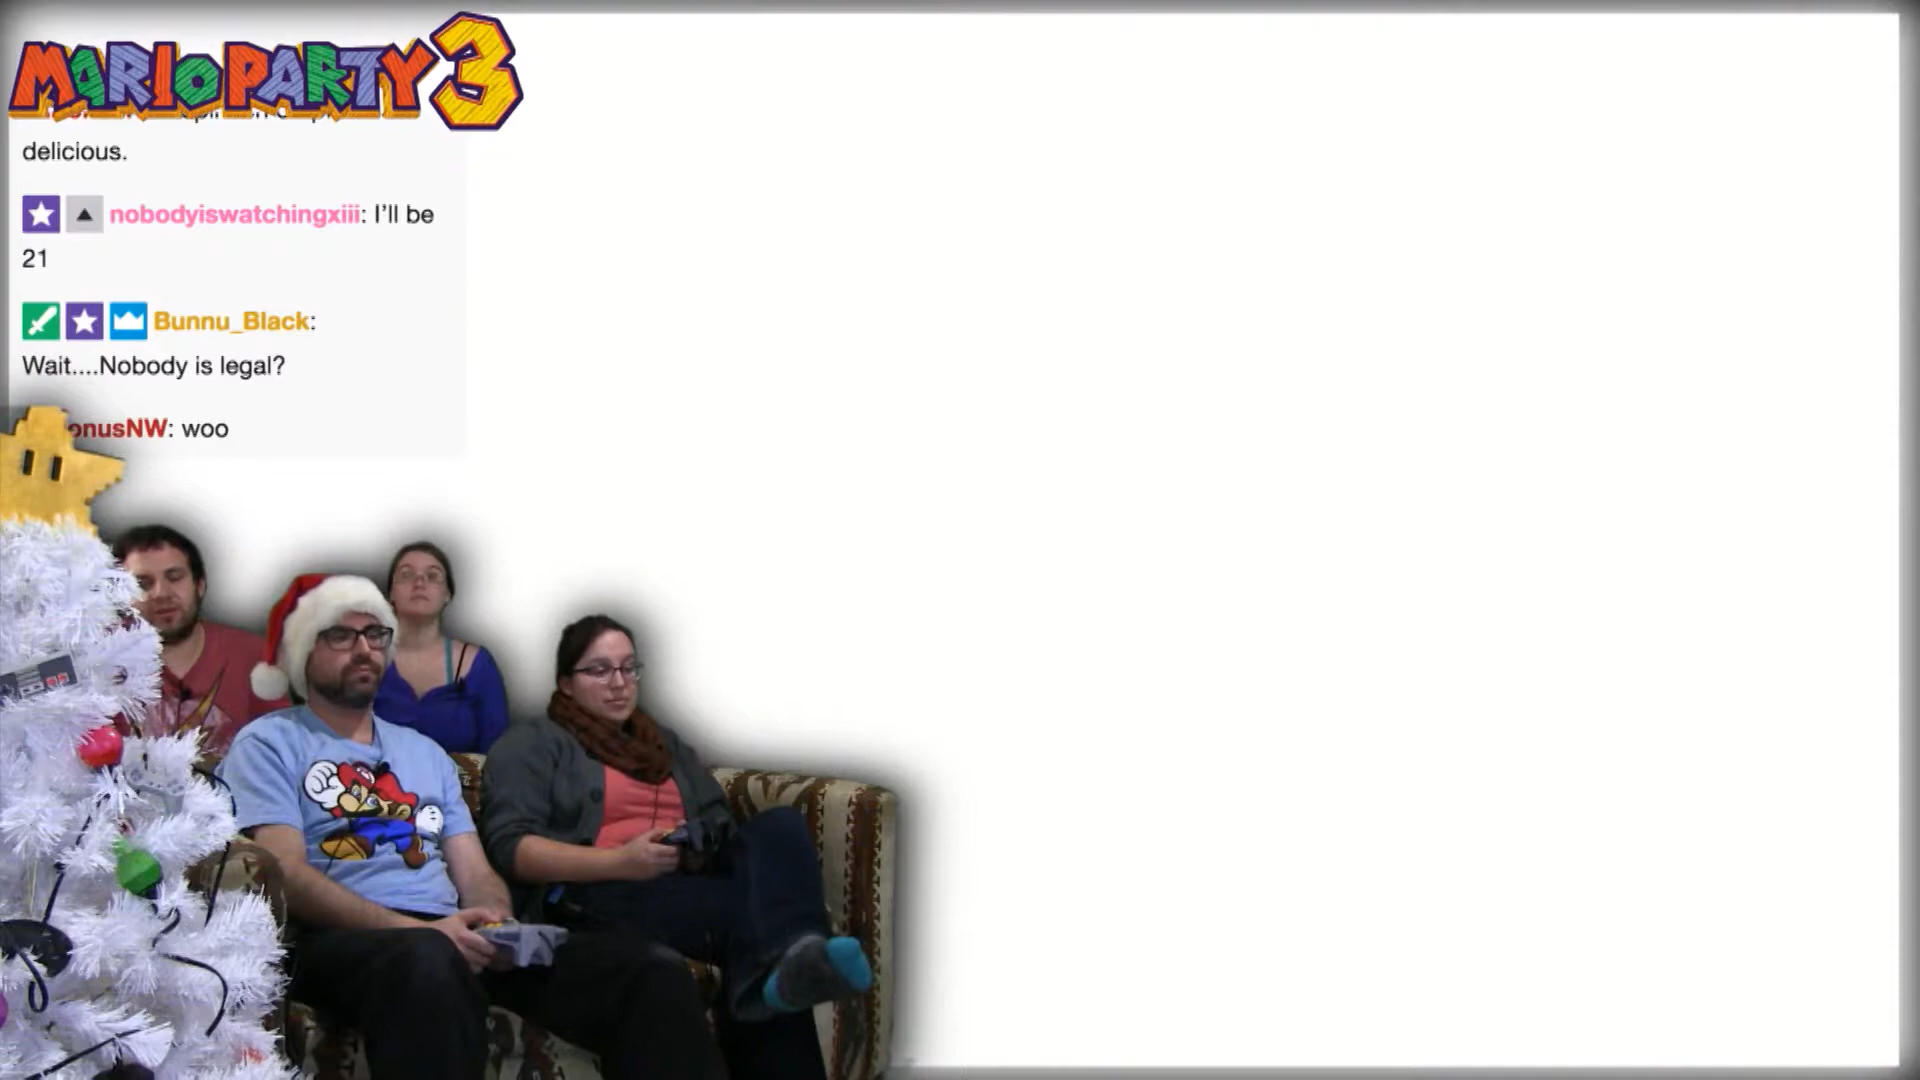 MARIO PARTY 3
delicious.
nobodyiswatchingxiii: I'll be
21
Bunnu_Black:
Wait....Nobody is legal?
onusNW: woo